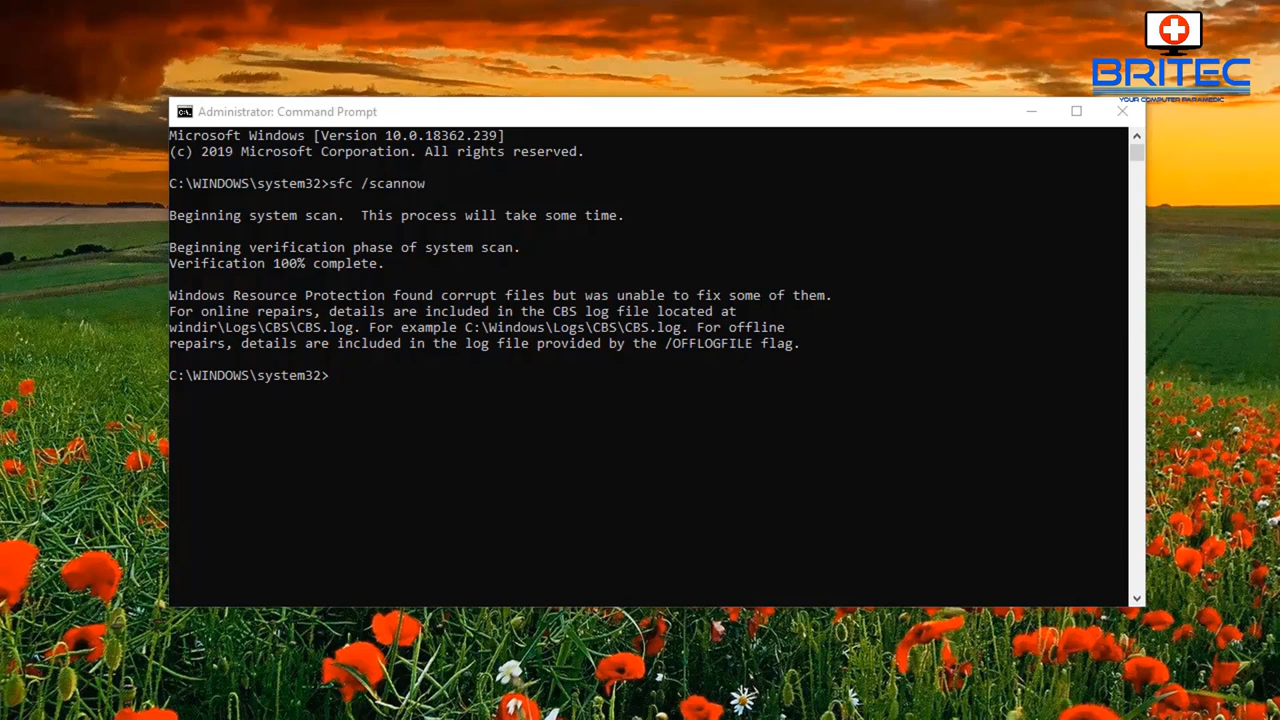 BRITEC
YOUR COMPUTER PARAMEDIC
Administrator: Command Prompt
Microsoft Windows [Version 10.0.18362.239]
(c) 2019 Microsoft Corporation. All rights reserved.
C:\WINDOWS\system32>sfc /scannow
Beginning system scan.  This process will take some time.
Beginning verification phase of system scan.
Verification 100% complete.
Windows Resource Protection found corrupt files but was unable to fix some of them.
For online repairs, details are included in the CBS log file located at
windir\Logs\CBS\CBS.log. For example C:\Windows\Logs\CBS\CBS.log. For offline
repairs, details are included in the log file provided by the /OFFLOGFILE flag.
C:\WINDOWS\system32>